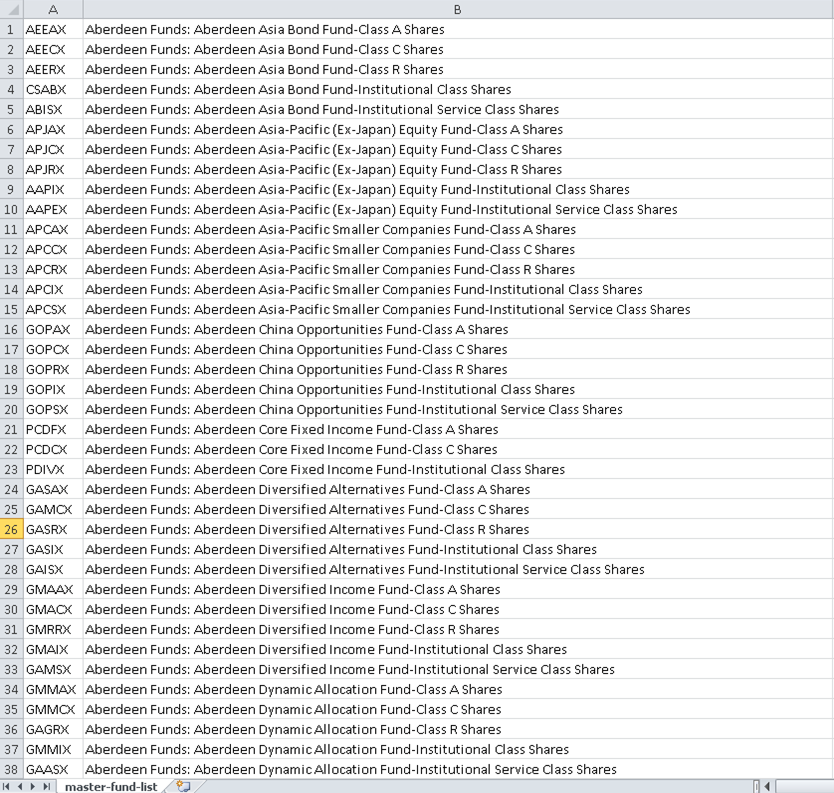 A B
1 AEEAX Aberdeen Funds: Aberdeen Asia Bond Fund-Class A Shares
2 AEECX Aberdeen Funds: Aberdeen Asia Bond Fund-Class C Shares
3 AEERX Aberdeen Funds: Aberdeen Asia Bond Fund-Class R Shares
4 CSABX Aberdeen Funds: Aberdeen Asia Bond Fund-Institutional Class Shares
5 ABISX Aberdeen Funds: Aberdeen Asia Bond Fund-Institutional Service Class Shares
6 APJAX Aberdeen Funds: Aberdeen Asia-Pacific (Ex-Japan) Equity Fund-Class A Shares
7 APJCX Aberdeen Funds: Aberdeen Asia-Pacific (Ex-Japan) Equity Fund-Class C Shares
8 APJRX Aberdeen Funds: Aberdeen Asia-Pacific (Ex-Japan) Equity Fund-Class R Shares
9 AAPIX Aberdeen Funds: Aberdeen Asia-Pacific (Ex-Japan) Equity Fund-Institutional Class Shares
10 AAPEX Aberdeen Funds: Aberdeen Asia-Pacific (Ex-Japan) Equity Fund-Institutional Service Class Shares
11 APCAX Aberdeen Funds: Aberdeen Asia-Pacific Smaller Companies Fund-Class A Shares
12 APCCX Aberdeen Funds: Aberdeen Asia-Pacific Smaller Companies Fund-Class C Shares
13 APCRX Aberdeen Funds: Aberdeen Asia-Pacific Smaller Companies Fund-Class R Shares
14 APCIX Aberdeen Funds: Aberdeen Asia-Pacific Smaller Companies Fund-Institutional Class Shares
15 APCSX Aberdeen Funds: Aberdeen Asia-Pacific Smaller Companies Fund-Institutional Service Class Shares
16 GOPAX Aberdeen Funds: Aberdeen China Opportunities Fund-Class A Shares
17 GOPCX Aberdeen Funds: Aberdeen China Opportunities Fund-Class C Shares
18 GOPRX Aberdeen Funds: Aberdeen China Opportunities Fund-Class R Shares
19 GOPIX Aberdeen Funds: Aberdeen China Opportunities Fund-Institutional Class Shares
20 GOPSX Aberdeen Funds: Aberdeen China Opportunities Fund-Institutional Service Class Shares
21 PCDFX Aberdeen Funds: Aberdeen Core Fixed Income Fund-Class A Shares
22 PCDCX Aberdeen Funds: Aberdeen Core Fixed Income Fund-Class C Shares
23 PDIVX Aberdeen Funds: Aberdeen Core Fixed Income Fund-Institutional Class Shares
24 GASAX Aberdeen Funds: Aberdeen Diversified Alternatives Fund-Class A Shares
25 GAMCX Aberdeen Funds: Aberdeen Diversified Alternatives Fund-Class C Shares
26 GASRX Aberdeen Funds: Aberdeen Diversified Alternatives Fund-Class R Shares
27 GASIX Aberdeen Funds: Aberdeen Diversified Alternatives Fund-Institutional Class Shares
28 GAISX Aberdeen Funds: Aberdeen Diversified Alternatives Fund-Institutional Service Class Shares
29 GMAAX Aberdeen Funds: Aberdeen Diversified Income Fund-Class A Shares
30 GMACX Aberdeen Funds: Aberdeen Diversified Income Fund-Class C Shares
31 GMRRX Aberdeen Funds: Aberdeen Diversified Income Fund-Class R Shares
32 GMAIX Aberdeen Funds: Aberdeen Diversified Income Fund-Institutional Class Shares
33 GAMSX Aberdeen Funds: Aberdeen Diversified Income Fund-Institutional Service Class Shares
34 GMMAX Aberdeen Funds: Aberdeen Dynamic Allocation Fund-Class A Shares
35 GMMCX Aberdeen Funds: Aberdeen Dynamic Allocation Fund-Class C Shares
36 GAGRX Aberdeen Funds: Aberdeen Dynamic Allocation Fund-Class R Shares
37 GMMIX Aberdeen Funds: Aberdeen Dynamic Allocation Fund-Institutional Class Shares
38 GAASX Aberdeen Funds: Aberdeen Dynamic Allocation Fund-Institutional Service Class Shares
master-fund-list